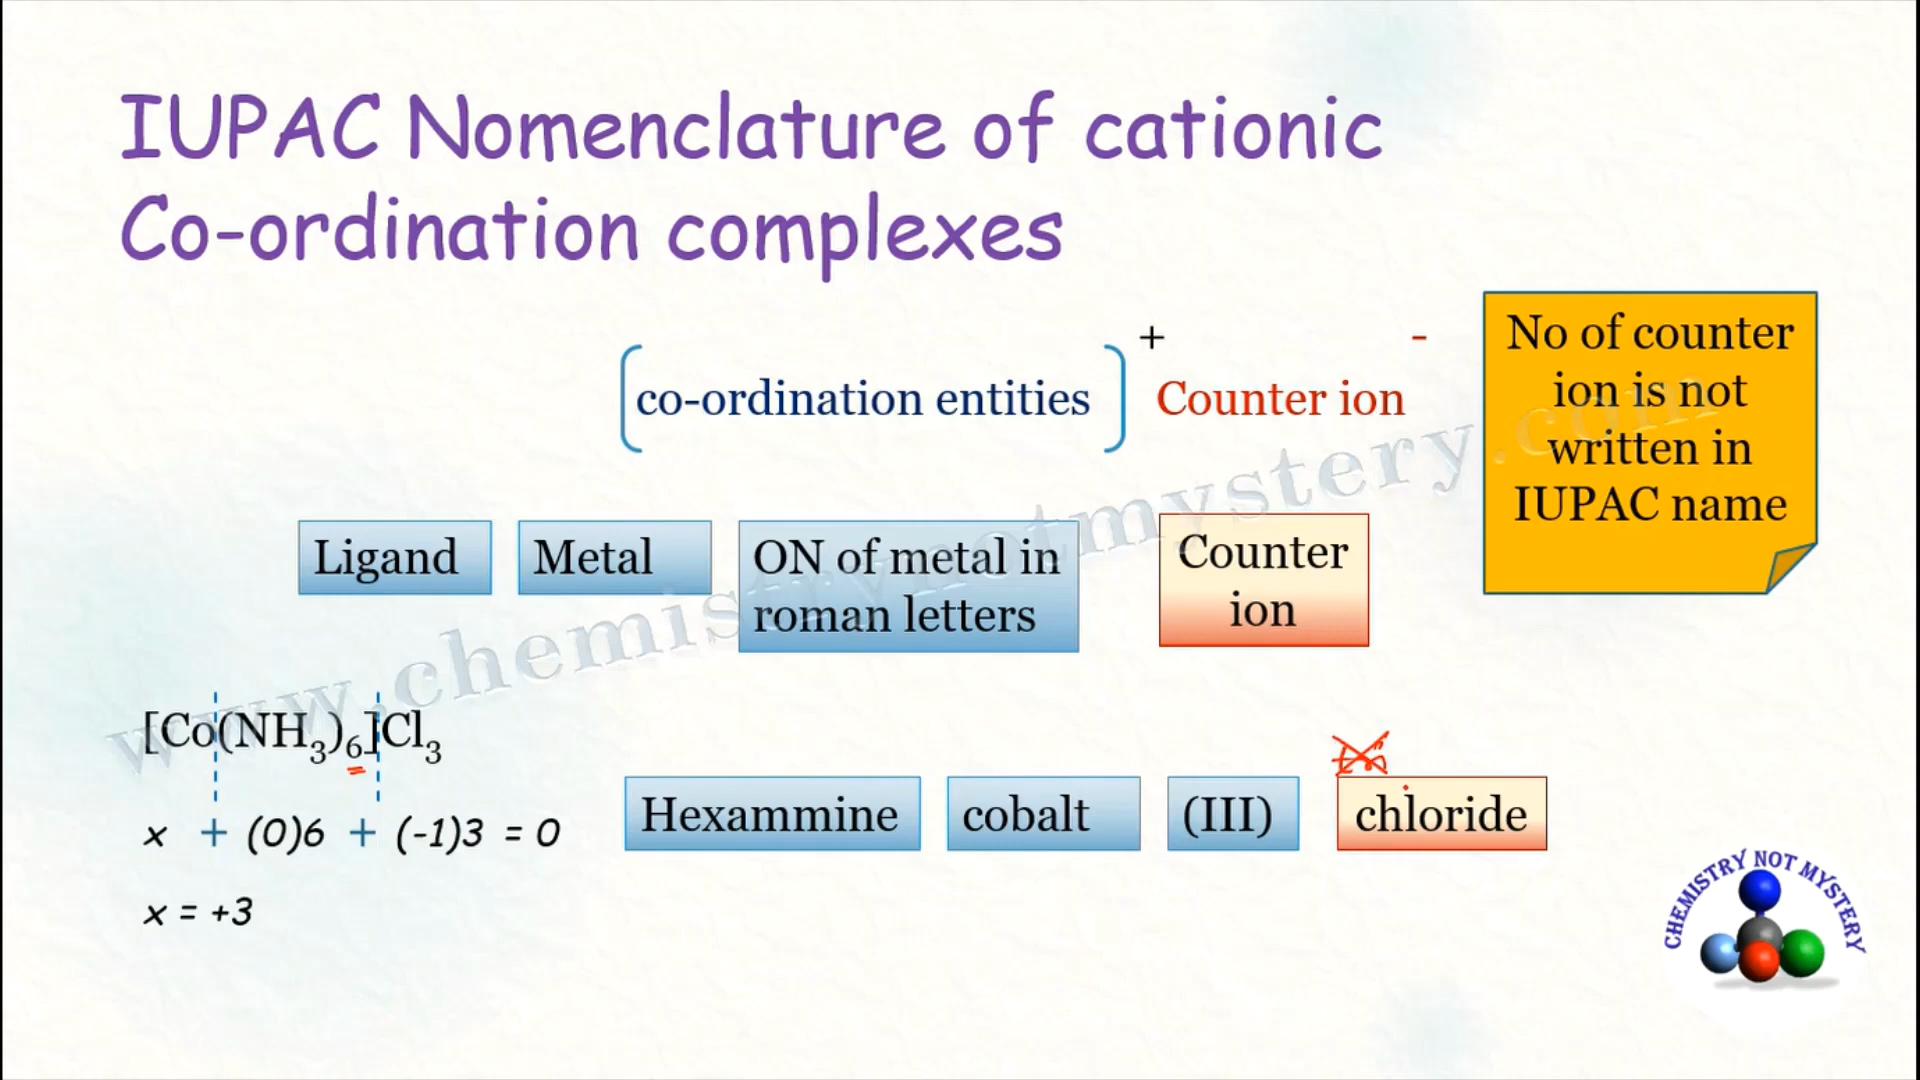 IUPAC Nomenclature of cationic
Co-ordination complexes
+ -
co-ordination entities Counter ion
No of counter
ion is not
written in
IUPAC name
Ligand
Metal
ON of metal in
roman letters
Counter
ion
www.chemistrynotmystery.com
[Co(NH₃)₆]Cl₃
x + (0)6 + (-1)3 = 0
x = +3
Hexammine
cobalt
(III)
chloride
CHEMISTRY NOT MYSTERY